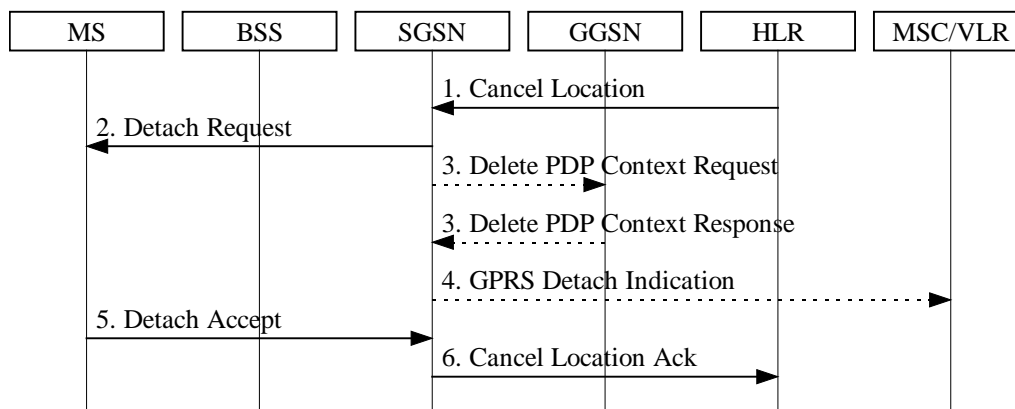 MS
BSS
SGSN
GGSN
HLR
MSC/VLR
1. Cancel Location
2. Detach Request
3. Delete PDP Context Request
3. Delete PDP Context Response
4. GPRS Detach Indication
5. Detach Accept
6. Cancel Location Ack